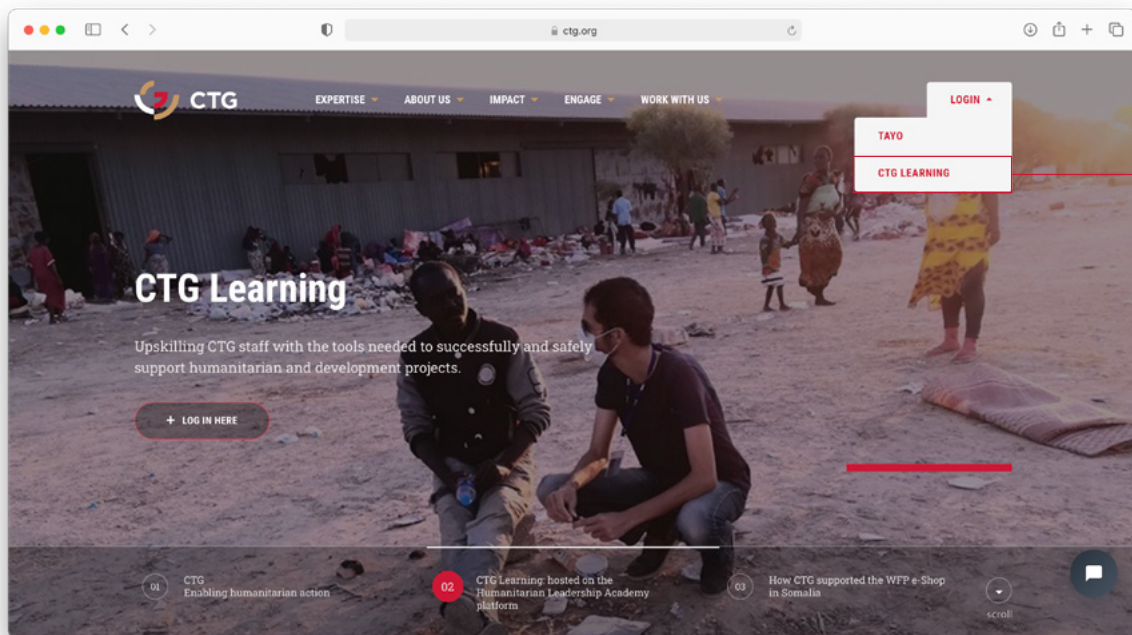 ctg.org
CTG
EXPERTISE
ABOUT US
IMPACT
ENGAGE
WORK WITH US
LOGIN
TAYO
CTG LEARNING
CTG Learning
Upskilling CTG staff with the tools needed to successfully and safely
support humanitarian and development projects.
+ LOG IN HERE
01
CTG
Enabling humanitarian action
02
CTG Learning: hosted on the
Humanitarian Leadership Academy
platform
03
How CTG supported the WFP e-Shop
in Somalia
scroll